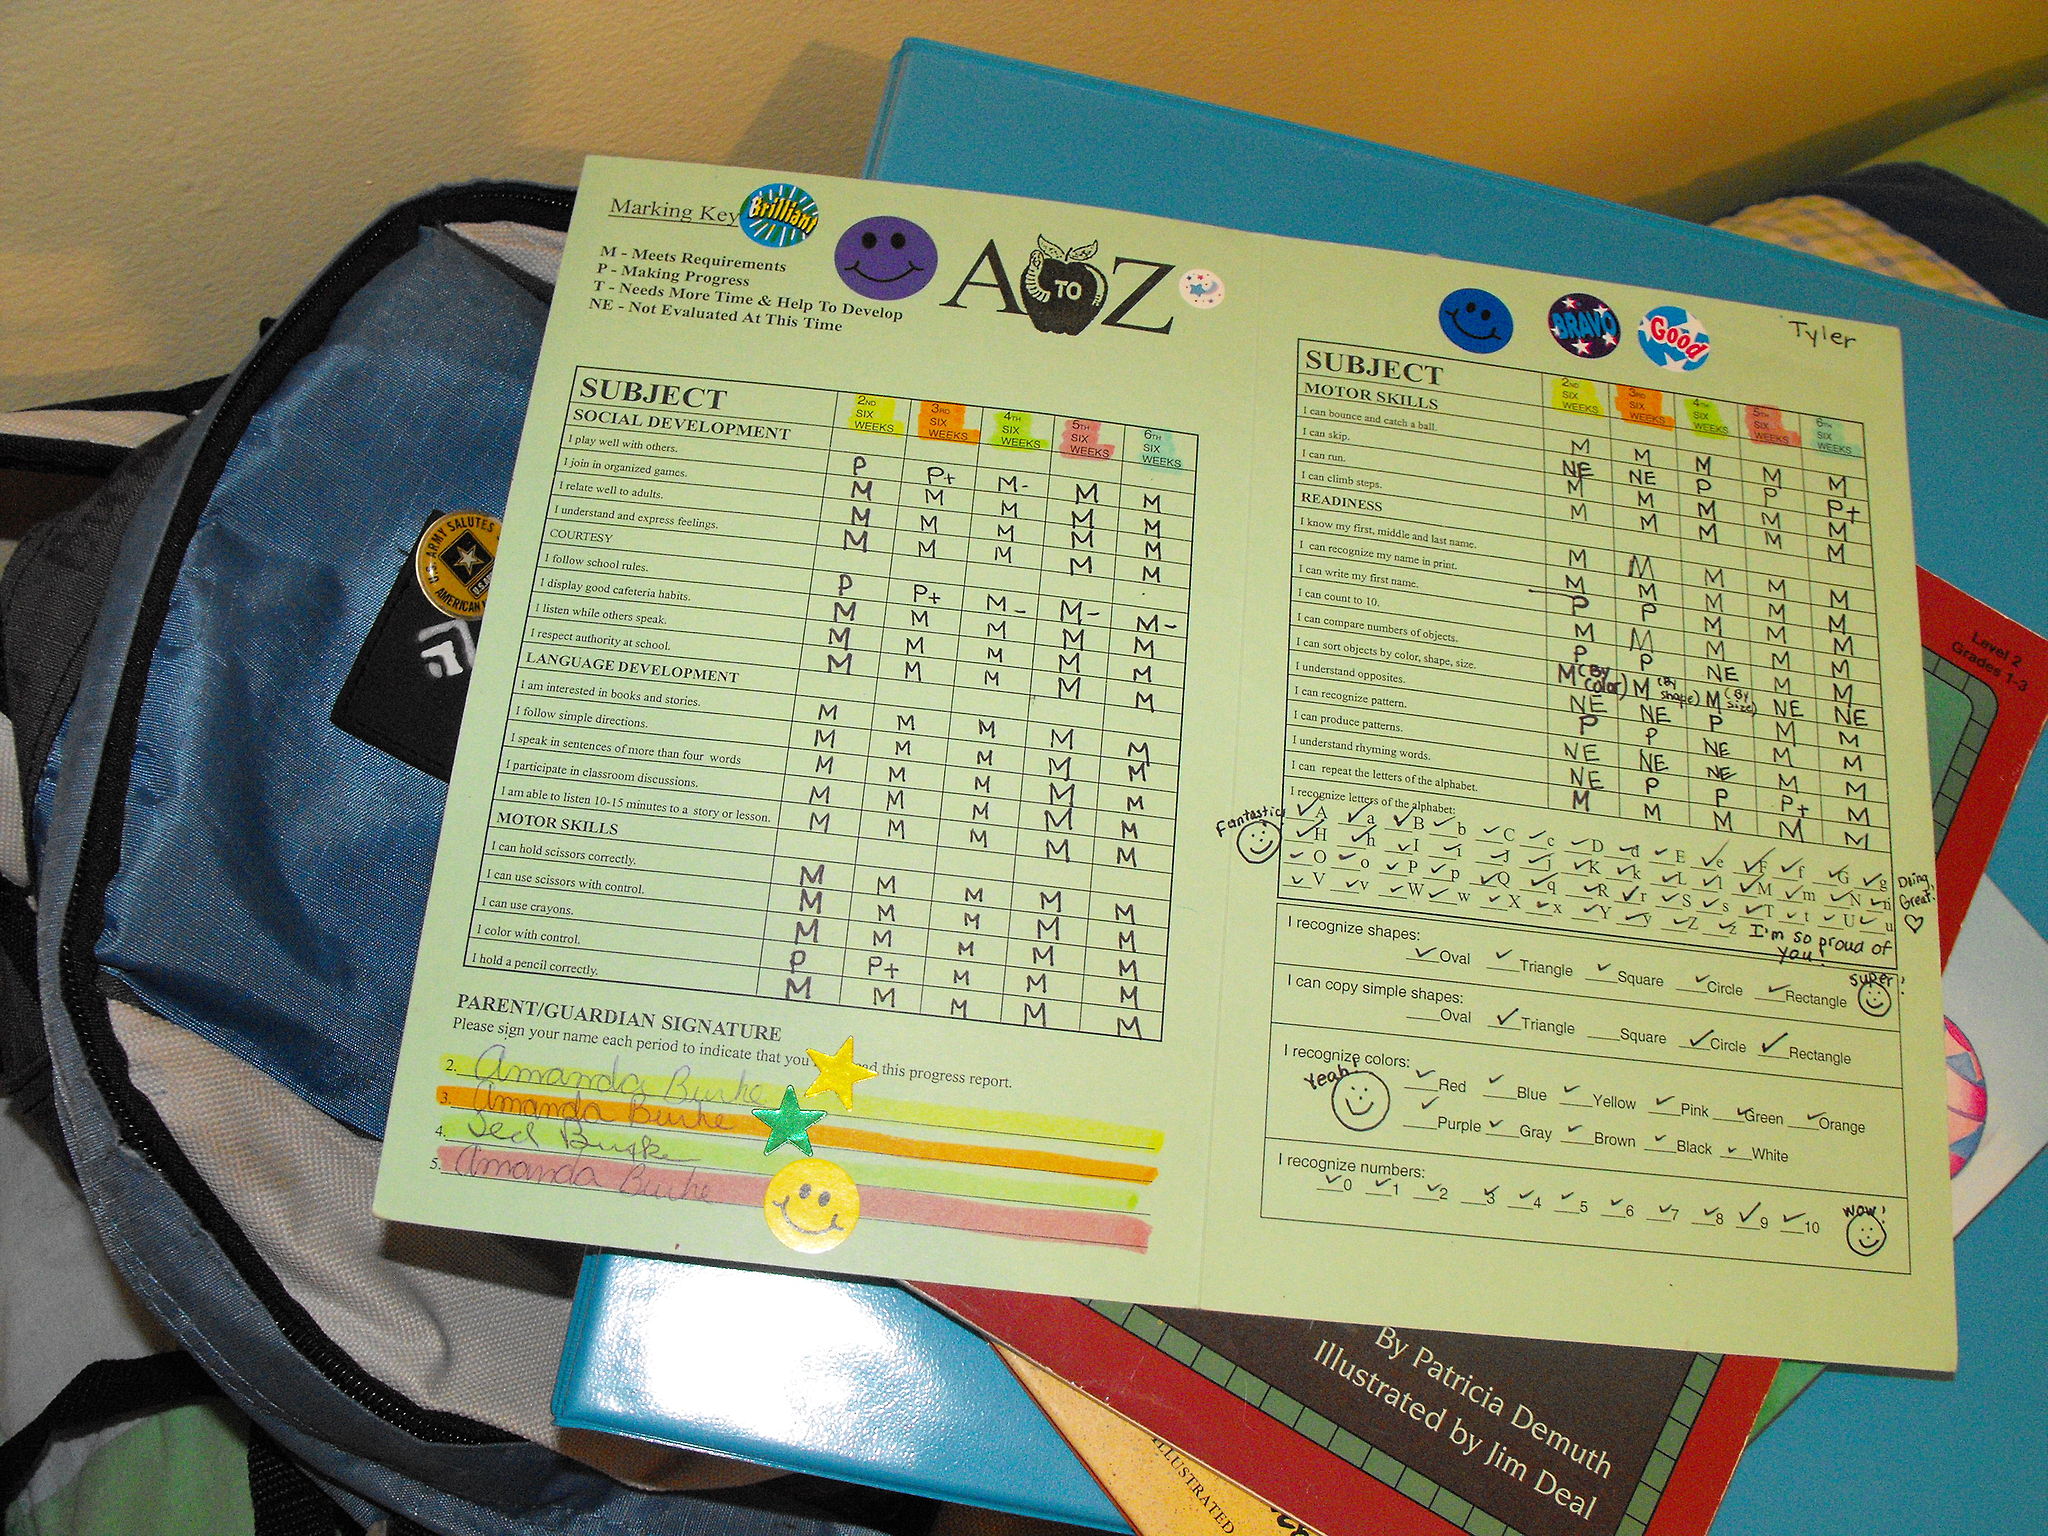 Marking Key
Brilliant
M - Meets Requirements
P - Making Progress
T - Needs More Time & Help To Develop
NE - Not Evaluated At This Time
A TO Z
SUBJECT 2ND SIX WEEKS 3RD SIX WEEKS 4TH SIX WEEKS 5TH SIX WEEKS 6TH SIX WEEKS
SOCIAL DEVELOPMENT
I play well with others. P P+ M- M M
I join in organized games. M M M M M
I relate well to adults. M M M M M
I understand and express feelings. M M M M M
COURTESY
I follow school rules. P P+ M- M- M-
I display good cafeteria habits. M M M M M
I listen while others speak. M M M M M
I respect authority at school. M M M M M
LANGUAGE DEVELOPMENT
I am interested in books and stories. M M M M M
I follow simple directions. M M M M M
I speak in sentences of more than four words M M M M M
I participate in classroom discussions. M M M M M
I am able to listen 10-15 minutes to a story or lesson. M M M M M
MOTOR SKILLS
I can hold scissors correctly. M M M M M
I can use scissors with control. M M M M M
I can use crayons. M M M M M
I color with control. P P+ M M M
I hold a pencil correctly. M M M M M
PARENT/GUARDIAN SIGNATURE
Please sign your name each period to indicate that you this progress report.
2. Amanda Burke
3. Amanda Burke
4. Jed Burke
5. Amanda Burke
BRAVO
Good
Tyler
SUBJECT 2ND SIX WEEKS 3RD SIX WEEKS 4TH SIX WEEKS 5TH SIX WEEKS 6TH SIX WEEKS
MOTOR SKILLS
I can bounce and catch a ball. M M M M M
I can skip. NE NE P P P+
I can run. M M M M M
I can climb steps. M M M M M
READINESS
I know my first, middle and last name. M M M M M
I can recognize my name in print. M M M M M
I can write my first name. P P M M M
I can count to 10. M M M M M
I can compare numbers of objects. P P NE M M
I can sort objects by color, shape, size. M (By color) M (By shape) M (By size) NE NE
I understand opposites. NE NE P M M
I can recognize pattern. P P NE M M
I can produce patterns. NE NE NE M M
I understand rhyming words. NE P P P+ M
I can repeat the letters of the alphabet. M M M M M
I recognize letters of the alphabet:
Fantastic!
A a B b C c D d E e F f G g
H h I i J j K k L l M m N n
O o P p Q q R r S s T t U u
V v W w X x Y y Z z
Doing Great!
I'm so proud of you!
I recognize shapes:
Oval Triangle Square Circle Rectangle
Super!
I can copy simple shapes:
Oval Triangle Square Circle Rectangle
I recognize colors:
Yeah!
Red Blue Yellow Pink Green Orange
Purple Gray Brown Black White
I recognize numbers:
0 1 2 3 4 5 6 7 8 9 10
Wow!
U.S. ARMY SALUTES
AMERICAN
Level 2
Grades 1-3
By Patricia Demuth
Illustrated by Jim Deal
ILLUSTRATED